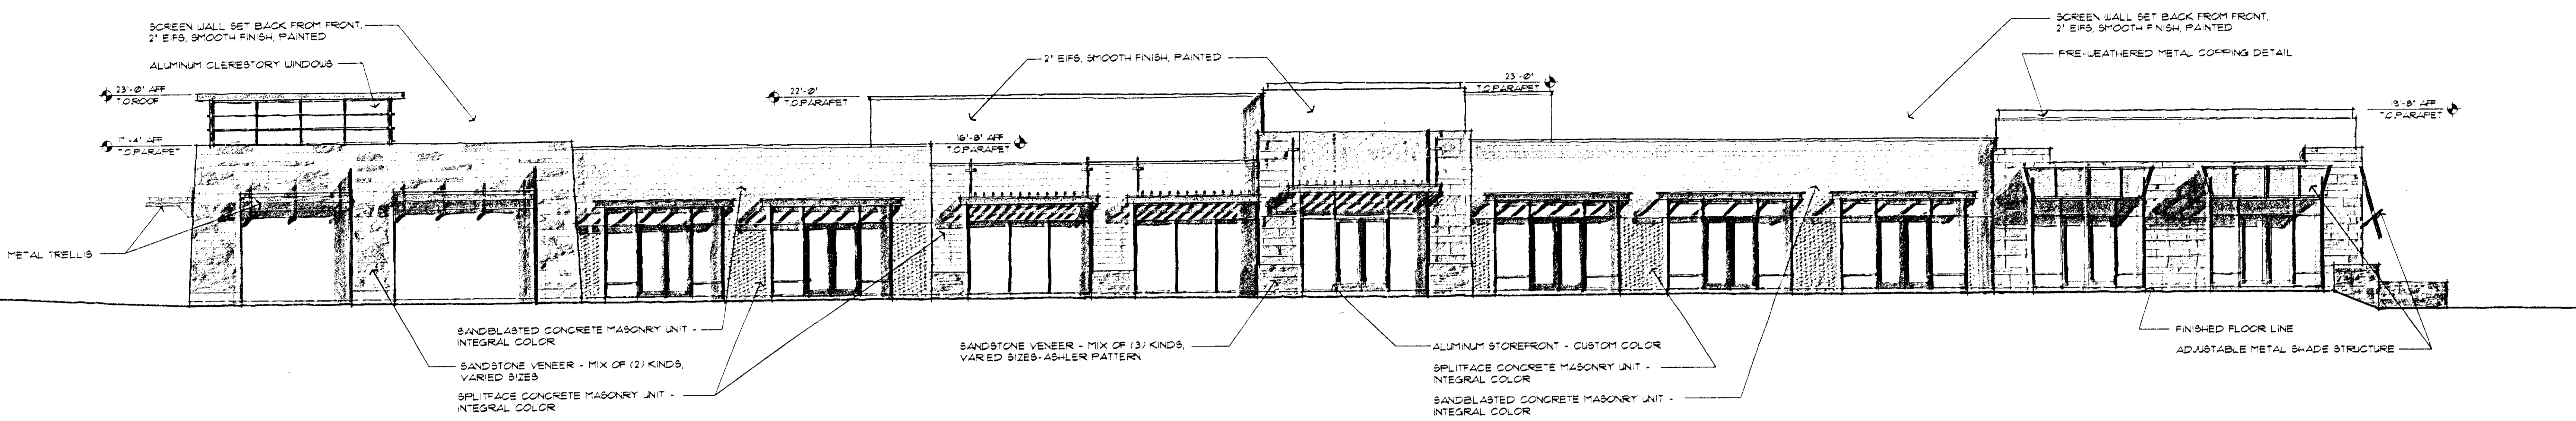 SCREEN WALL SET BACK FROM FRONT,
2" EIFS, SMOOTH FINISH, PAINTED
ALUMINUM CLERESTORY WINDOWS
23'-0" AFF
T.O.ROOF
17'-4" AFF
T.O.PARAPET
METAL TRELLIS
22'-0"
T.O.PARAPET
2" EIFS, SMOOTH FINISH, PAINTED
16'-8" AFF
T.O.PARAPET
23'-0"
T.O.PARAPET
SCREEN WALL SET BACK FROM FRONT,
2" EIFS, SMOOTH FINISH, PAINTED
PRE-WEATHERED METAL COPPING DETAIL
19'-8" AFF
T.O.PARAPET
SANDBLASTED CONCRETE MASONRY UNIT -
INTEGRAL COLOR
SANDSTONE VENEER - MIX OF (2) KINDS,
VARIED SIZES
SPLITFACE CONCRETE MASONRY UNIT -
INTEGRAL COLOR
SANDSTONE VENEER - MIX OF (3) KINDS,
VARIED SIZES-ASHLER PATTERN
ALUMINUM STOREFRONT - CUSTOM COLOR
SPLITFACE CONCRETE MASONRY UNIT -
INTEGRAL COLOR
SANDBLASTED CONCRETE MASONRY UNIT -
INTEGRAL COLOR
FINISHED FLOOR LINE
ADJUSTABLE METAL SHADE STRUCTURE